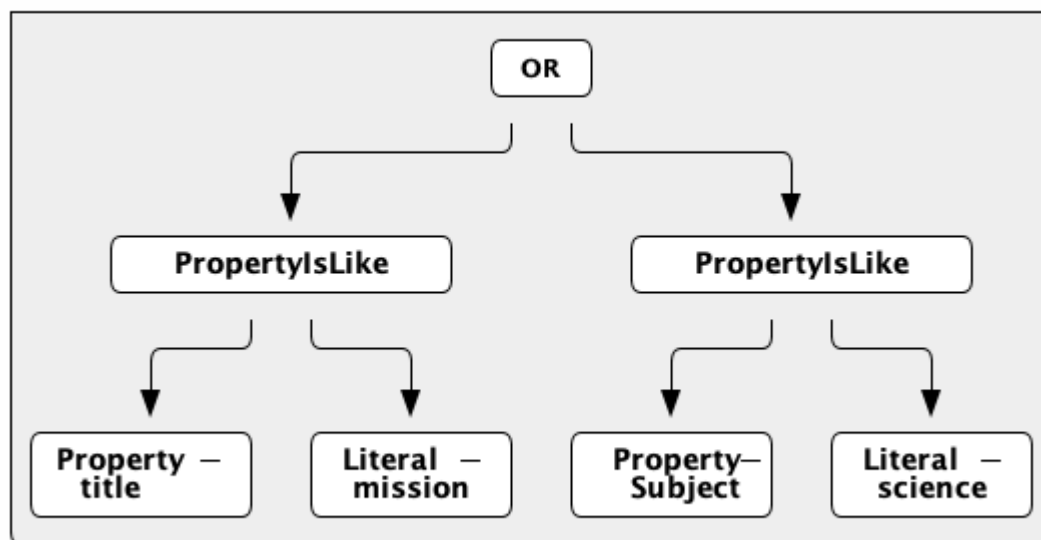 OR
PropertyIsLike
PropertyIsLike
Property —
title
Literal —
mission
Property—
Subject
Literal —
science